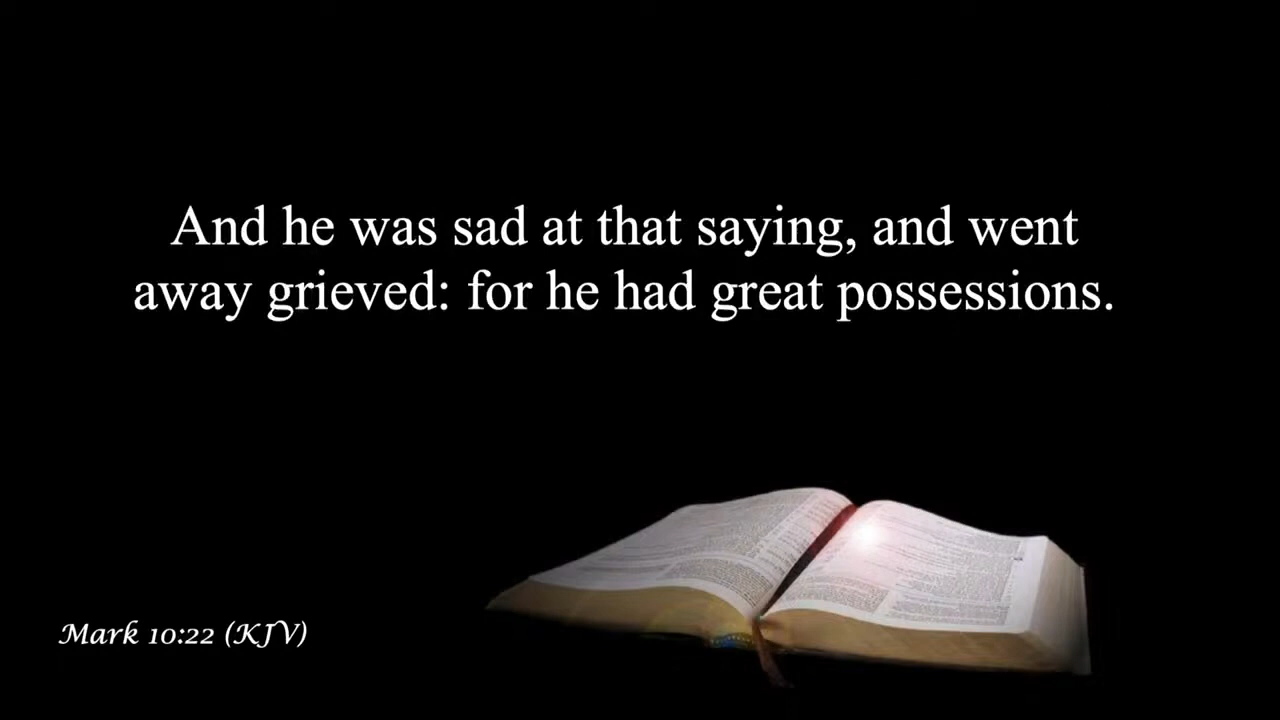 And he was sad at that saying, and went
away grieved: for he had great possessions.
Mark 10:22 (KJV)